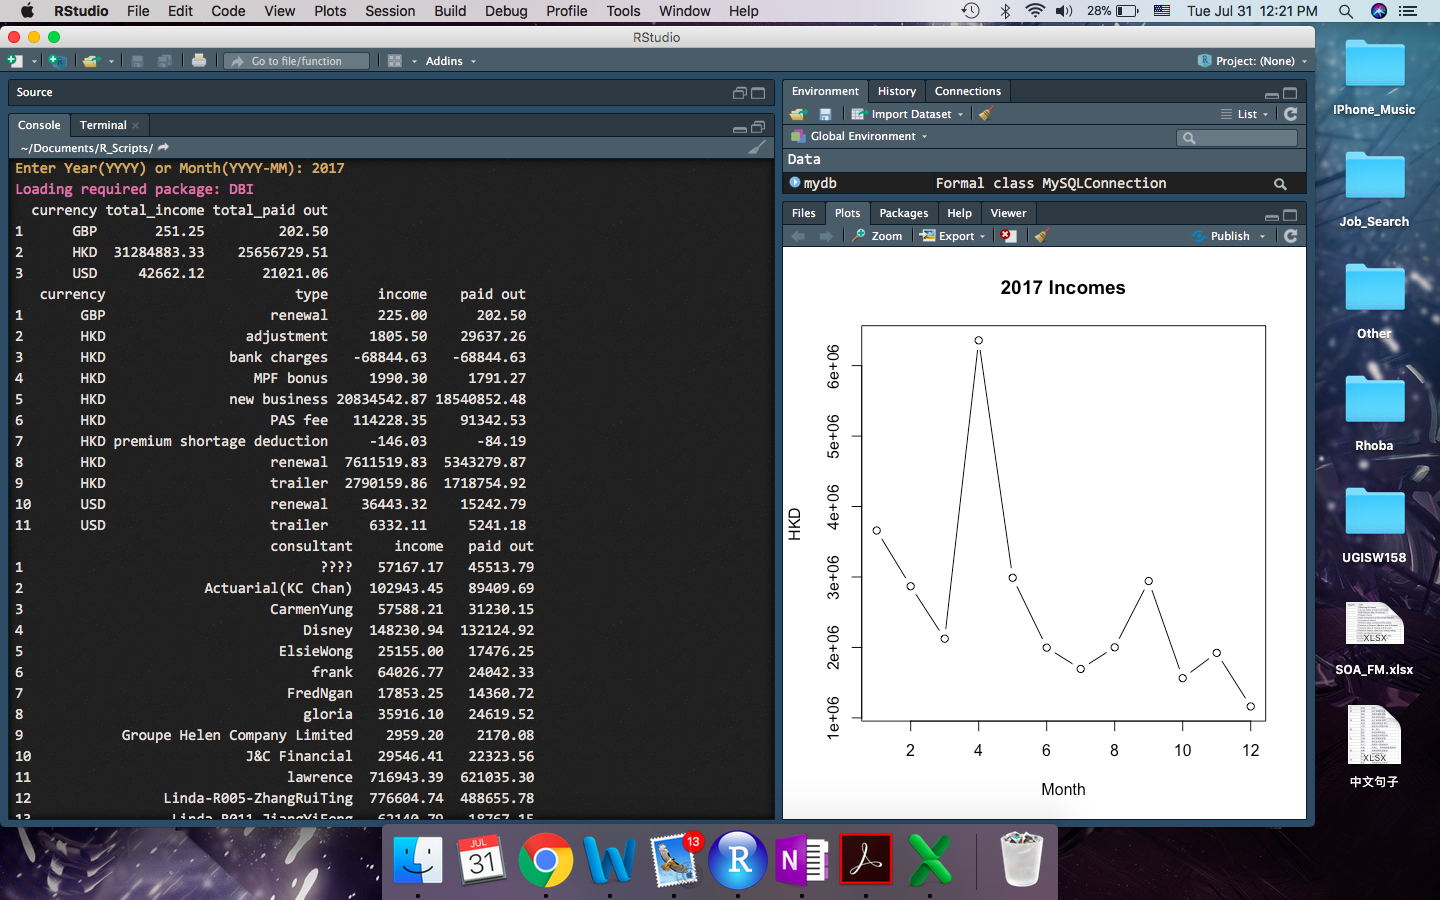 RStudio File Edit Code View Plots Session Build Debug Profile Tools Window Help 28% Tue Jul 31 12:21 PM
RStudio
Go to file/function Addins Project: (None)
Source
Console Terminal
~/Documents/R_Scripts/
Enter Year(YYYY) or Month(YYYY-MM): 2017
Loading required package: DBI
currency total_income total_paid out
1 GBP 251.25 202.50
2 HKD 31284883.33 25656729.51
3 USD 42662.12 21021.06
currency type income paid out
1 GBP renewal 225.00 202.50
2 HKD adjustment 1805.50 29637.26
3 HKD bank charges -68844.63 -68844.63
4 HKD MPF bonus 1990.30 1791.27
5 HKD new business 20834542.87 18540852.48
6 HKD PAS fee 114228.35 91342.53
7 HKD premium shortage deduction -146.03 -84.19
8 HKD renewal 7611519.83 5343279.87
9 HKD trailer 2790159.86 1718754.92
10 USD renewal 36443.32 15242.79
11 USD trailer 6332.11 5241.18
consultant income paid out
1 ???? 57167.17 45513.79
2 Actuarial(KC Chan) 102943.45 89409.69
3 CarmenYung 57588.21 31230.15
4 Disney 148230.94 132124.92
5 ElsieWong 25155.00 17476.25
6 frank 64026.77 24042.33
7 FredNgan 17853.25 14360.72
8 gloria 35916.10 24619.52
9 Groupe Helen Company Limited 2959.20 2170.08
10 J&C Financial 29546.41 22323.56
11 lawrence 716943.39 621035.30
12 Linda-R005-ZhangRuiTing 776604.74 488655.78
13 Linda-R011-JiangYiFeng 62140.79 18767.15
Environment History Connections
Import Dataset List
Global Environment
Data
mydb Formal class MySQLConnection
Files Plots Packages Help Viewer
Zoom Export Publish
2017 Incomes
HKD
6e+06
5e+06
4e+06
3e+06
2e+06
1e+06
2 4 6 8 10 12
Month
IPhone_Music
Job_Search
Other
Rhoba
UGISW158
XLSX
SOA_FM.xlsx
XLSX
中文句子
JUL
31
13
R
N